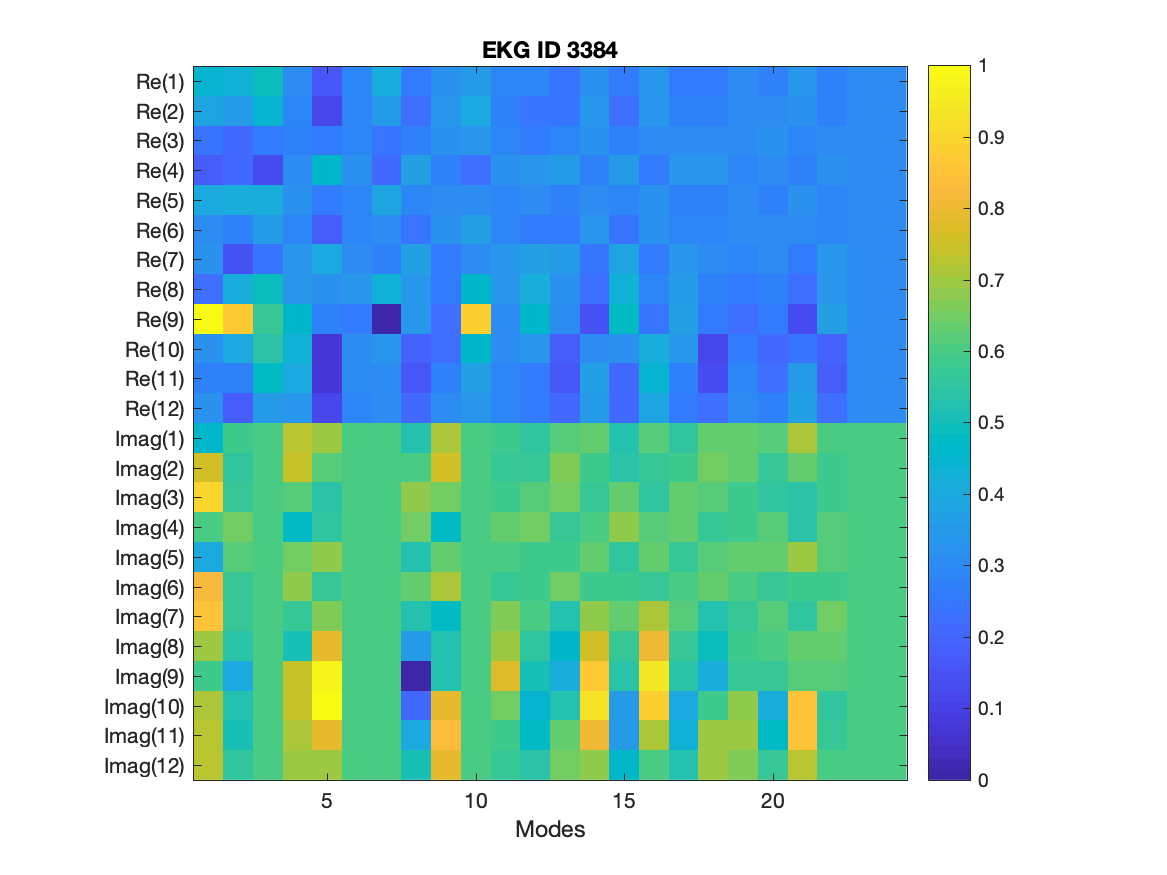 EKG ID 3384
Re(1)
Re(2)
Re(3)
Re(4)
Re(5)
Re(6)
Re(7)
Re(8)
Re(9)
Re(10)
Re(11)
Re(12)
Imag(1)
Imag(2)
Imag(3)
Imag(4)
Imag(5)
Imag(6)
Imag(7)
Imag(8)
Imag(9)
Imag(10)
Imag(11)
Imag(12)
5 10 15 20
Modes
1
0.9
0.8
0.7
0.6
0.5
0.4
0.3
0.2
0.1
0